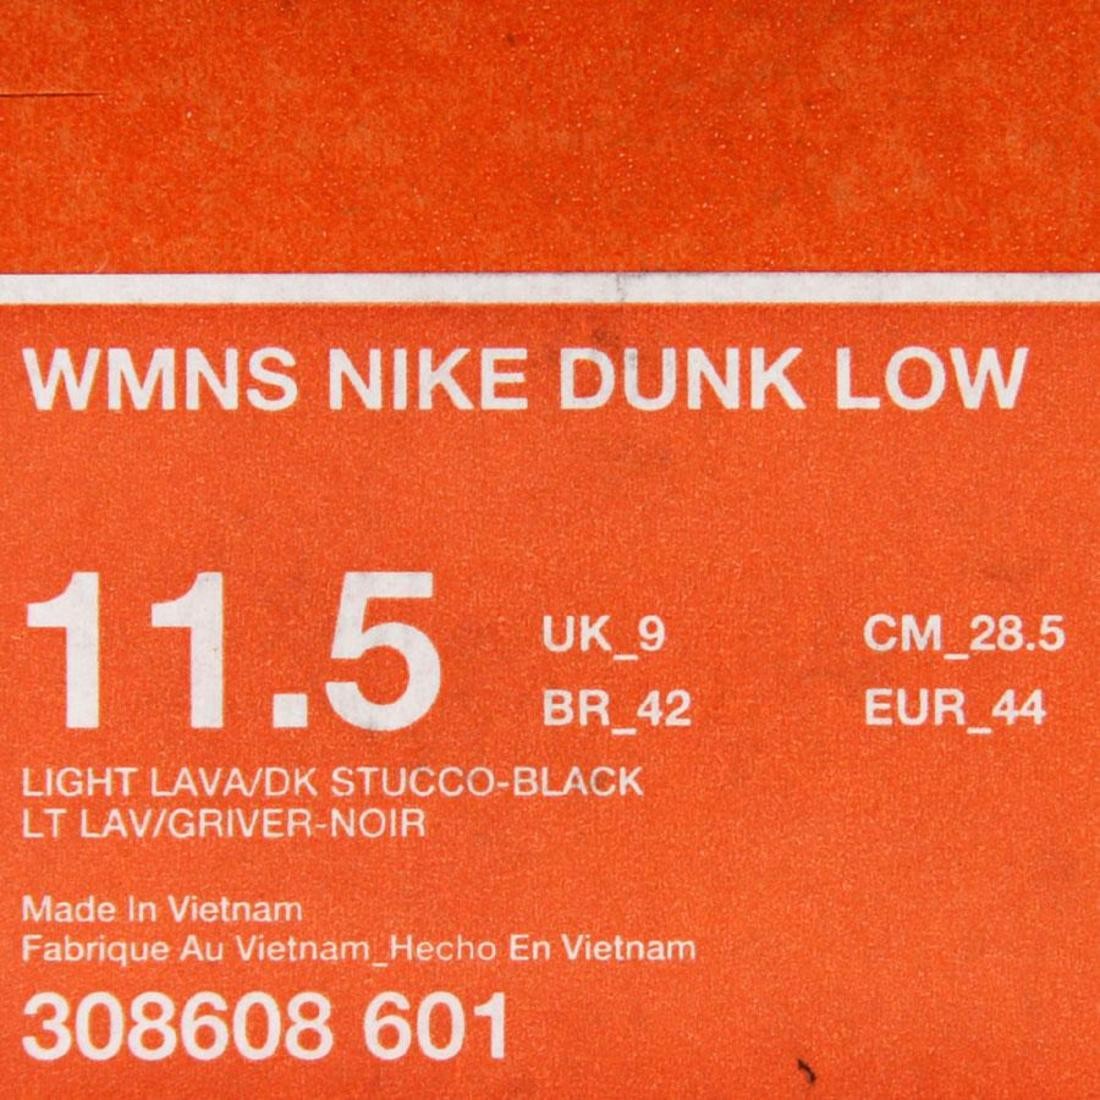 WMNS NIKE DUNK LOW
11.5
UK_9 CM_28.5
BR_42 EUR_44
LIGHT LAVA/DK STUCCO-BLACK
LT LAV/GRIVER-NOIR
Made In Vietnam
Fabrique Au Vietnam_Hecho En Vietnam
308608 601